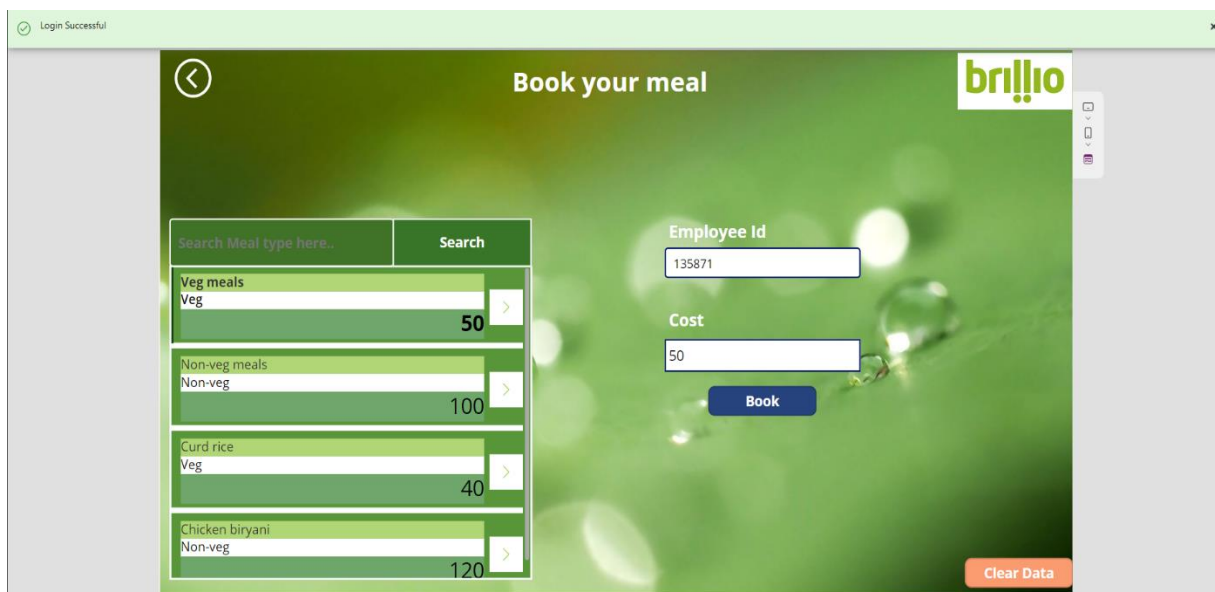 Login Successful
Book your meal
brillio
Search Meal type here..
Search
Veg meals
Veg
50
Non-veg meals
Non-veg
100
Curd rice
Veg
40
Chicken biryani
Non-veg
120
Employee Id
135871
Cost
50
Book
Clear Data